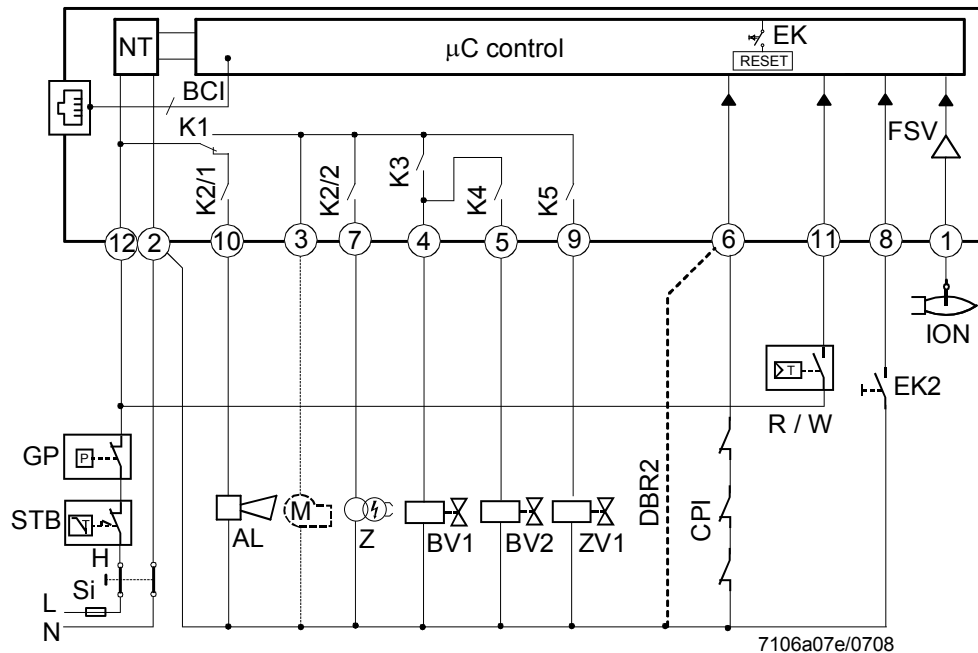 NT
µC control
EK
RESET
BCI
FSV
K1
K2/1
K2/2
K3
K4
K5
12
2
10
3
7
4
5
9
6
11
8
1
ION
T
EK2
R / W
GP
P
STB
T
H
Si
L
N
AL
M
Z
BV1
BV2
ZV1
DBR2
CPI
7106a07e/0708